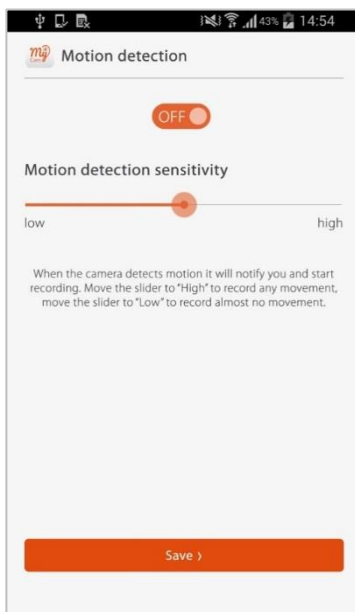 43% 14:54
my
Motion detection
OFF
Motion detection sensitivity
low high
When the camera detects motion it will notify you and start
recording. Move the slider to "High" to record any movement,
move the slider to "Low" to record almost no movement.
Save ›